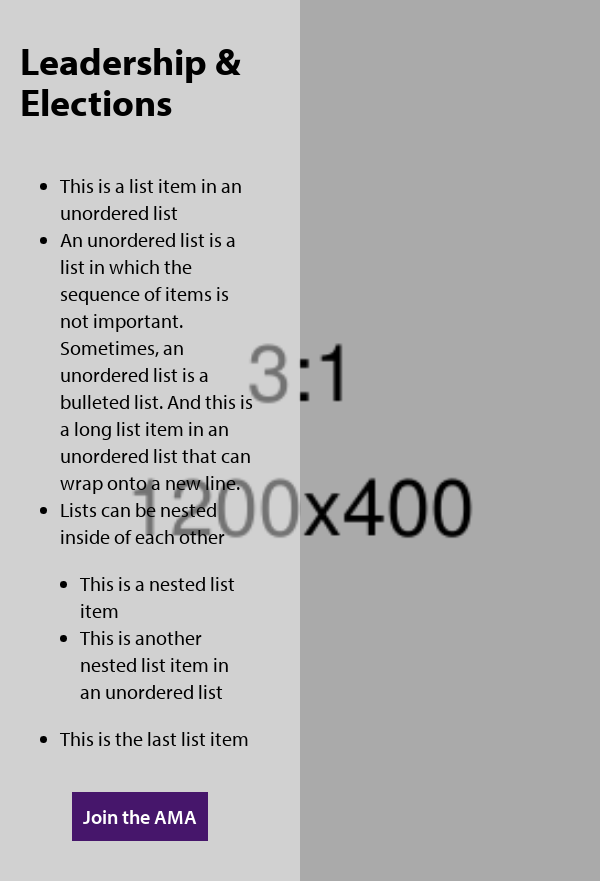 Leadership &
Elections
This is a list item in an
unordered list
An unordered list is a
list in which the
sequence of items is
not important.
Sometimes, an
unordered list is a
bulleted list. And this is
a long list item in an
unordered list that can
wrap onto a new line.
Lists can be nested
inside of each other
This is a nested list
item
This is another
nested list item in
an unordered list
This is the last list item
Join the AMA
3:1
1200x400